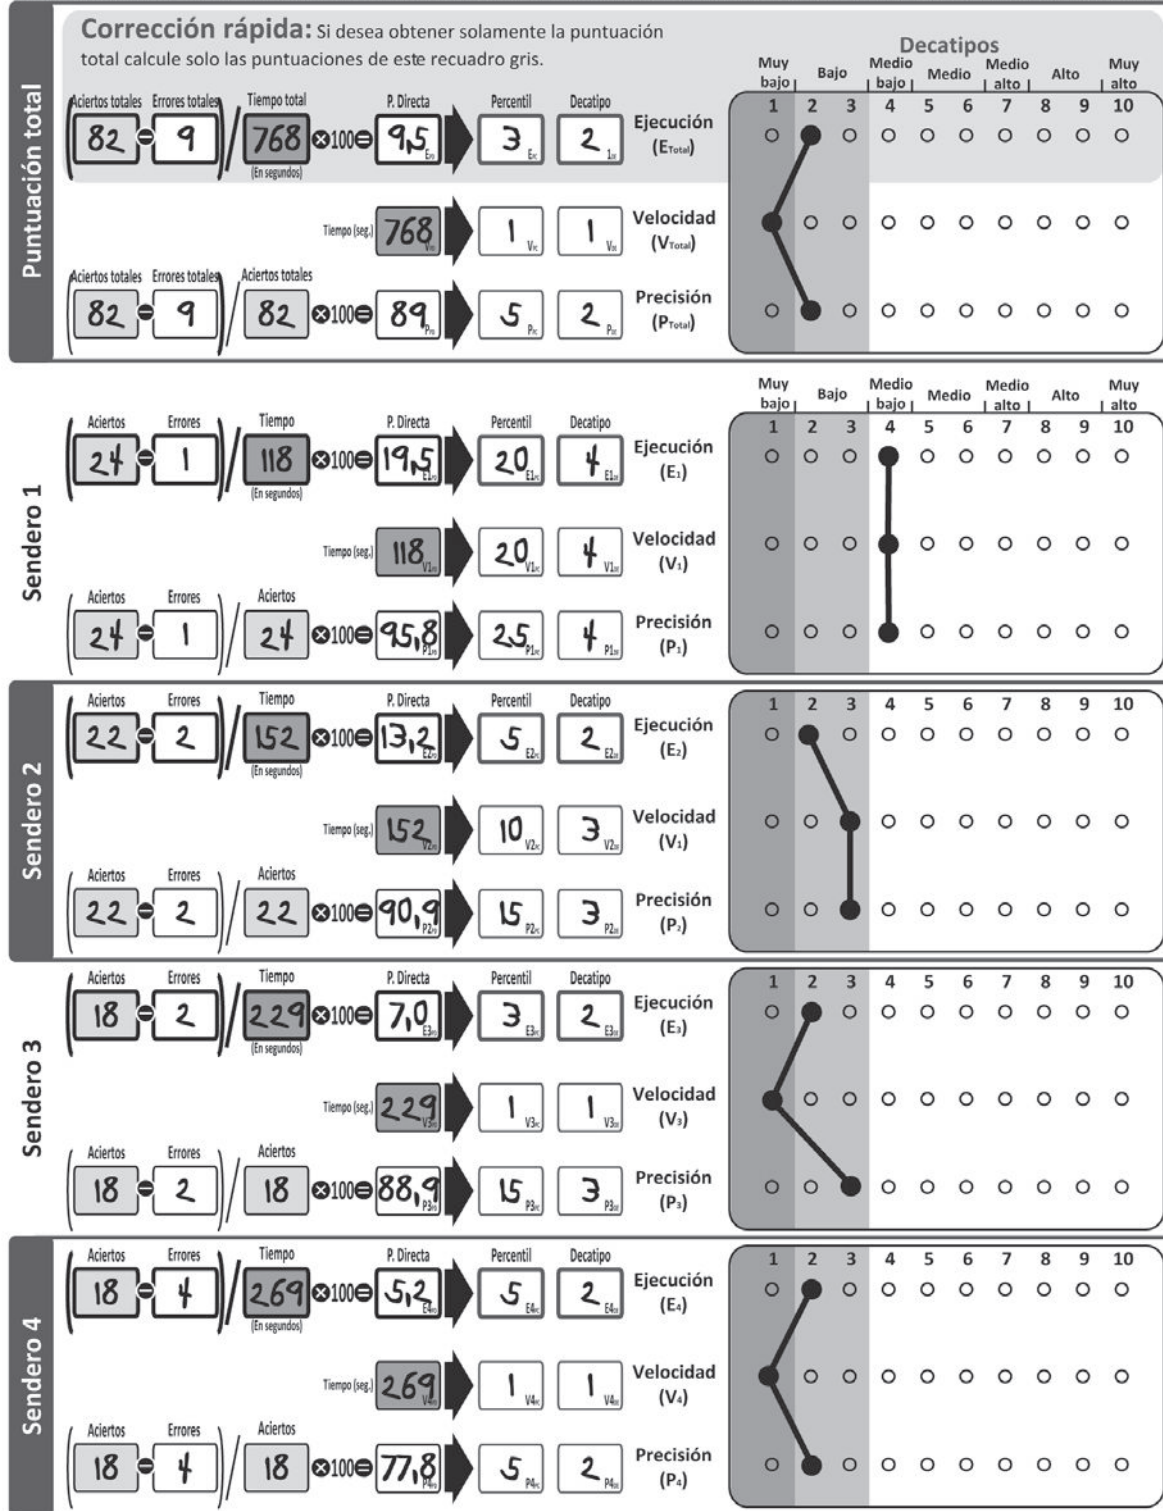 Puntuación total
Corrección rápida: Si desea obtener solamente la puntuación
total calcule solo las puntuaciones de este recuadro gris.
Decatipos
Muy bajo Bajo Medio bajo Medio Medio alto Alto Muy alto
1 2 3 4 5 6 7 8 9 10
Aciertos totales Errores totales Tiempo total P. Directa Percentil Decatipo
82 9 768 ×100= 9,5 3 2 Ejecución
(En segundos) (ETotal)
Tiempo (seg.) 768 1 1 Velocidad
(VTotal)
Aciertos totales Errores totales Aciertos totales
82 9 82 ×100= 89 5 2 Precisión
(PTotal)
Sendero 1
Muy bajo Bajo Medio bajo Medio Medio alto Alto Muy alto
1 2 3 4 5 6 7 8 9 10
Aciertos Errores Tiempo P. Directa Percentil Decatipo
24 1 118 ×100= 19,5 20 4 Ejecución
(En segundos) (E1)
Tiempo (seg.) 118 20 4 Velocidad
(V1)
Aciertos Errores Aciertos
24 1 24 ×100= 95,8 25 4 Precisión
(P1)
Sendero 2
1 2 3 4 5 6 7 8 9 10
Aciertos Errores Tiempo P. Directa Percentil Decatipo
22 2 152 ×100= 13,2 5 2 Ejecución
(En segundos) (E2)
Tiempo (seg.) 152 10 3 Velocidad
(V1)
Aciertos Errores Aciertos
22 2 22 ×100= 90,9 15 3 Precisión
(P2)
Sendero 3
1 2 3 4 5 6 7 8 9 10
Aciertos Errores Tiempo P. Directa Percentil Decatipo
18 2 229 ×100= 7,0 3 2 Ejecución
(En segundos) (E3)
Tiempo (seg.) 229 1 1 Velocidad
(V3)
Aciertos Errores Aciertos
18 2 18 ×100= 88,9 15 3 Precisión
(P3)
Sendero 4
1 2 3 4 5 6 7 8 9 10
Aciertos Errores Tiempo P. Directa Percentil Decatipo
18 4 269 ×100= 5,2 5 2 Ejecución
(En segundos) (E4)
Tiempo (seg.) 269 1 1 Velocidad
(V4)
Aciertos Errores Aciertos
18 4 18 ×100= 77,8 5 2 Precisión
(P4)